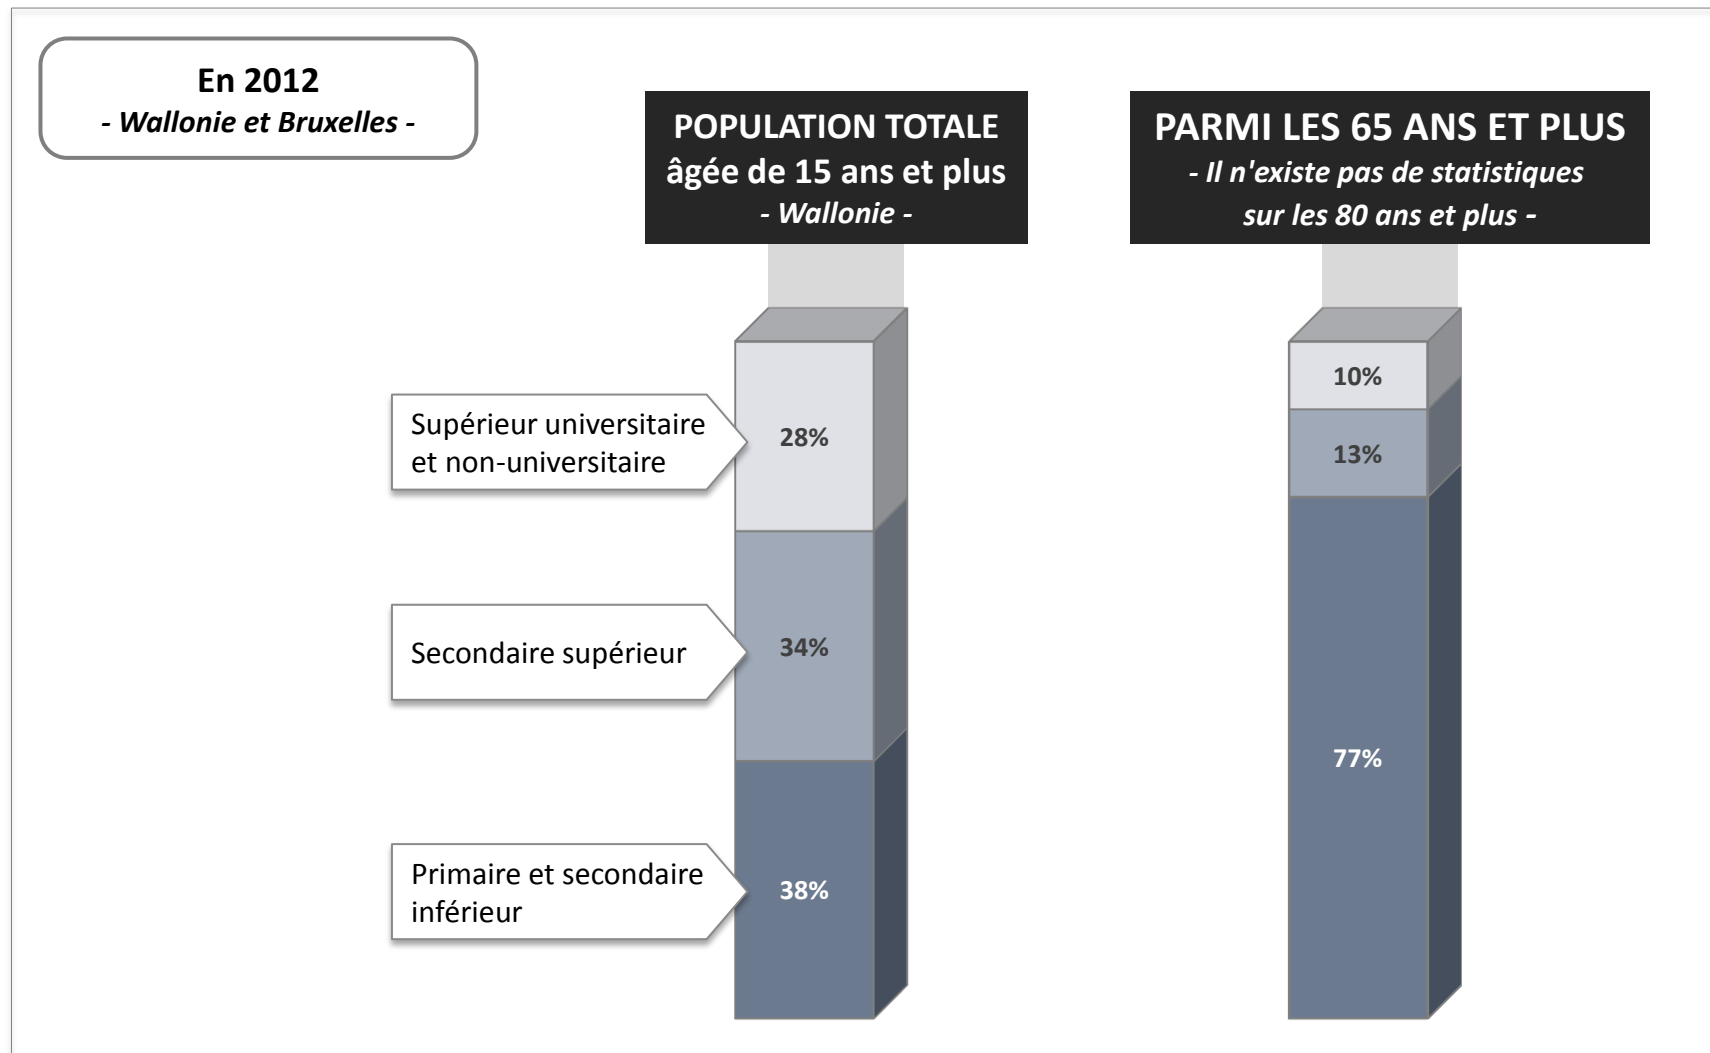 En 2012
- Wallonie et Bruxelles -
POPULATION TOTALE
âgée de 15 ans et plus
- Wallonie -
PARMI LES 65 ANS ET PLUS
- Il n'existe pas de statistiques
sur les 80 ans et plus -
Supérieur universitaire
et non-universitaire
28%
10%
13%
Secondaire supérieur
34%
77%
Primaire et secondaire
inférieur
38%